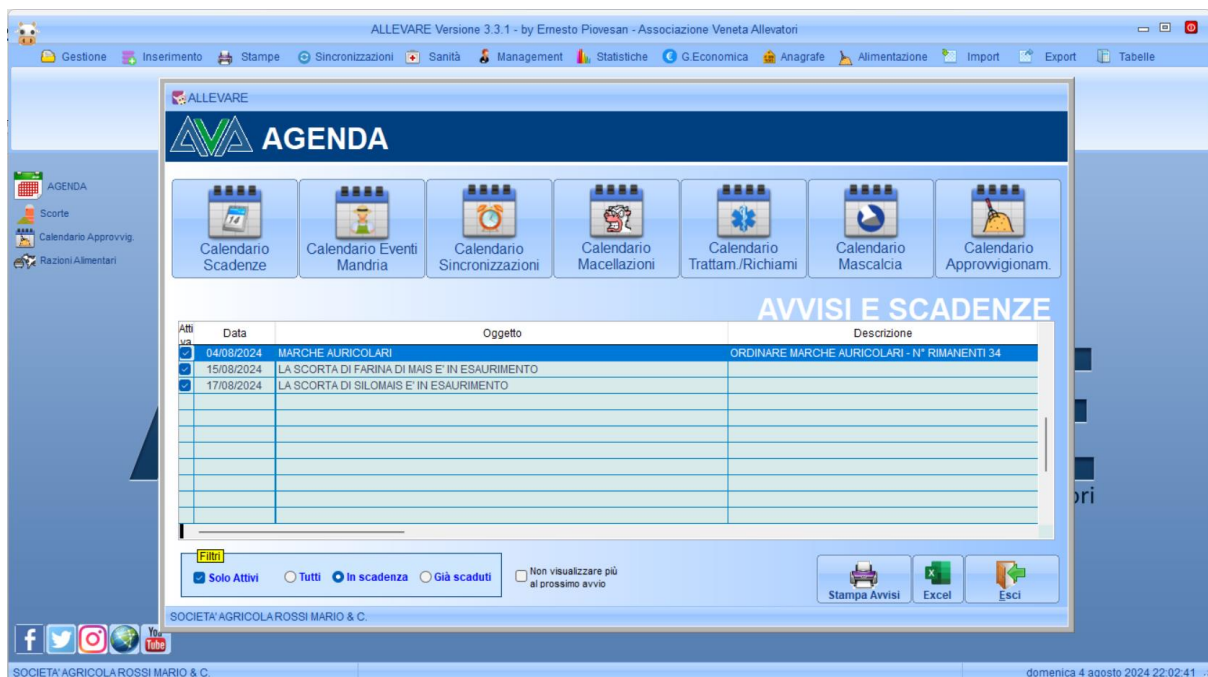 ALLEVARE Versione 3.3.1 - by Ernesto Piovesan - Associazione Veneta Allevatori
Gestione Inserimento Stampe Sincronizzazioni Sanità Management Statistiche G.Economica Anagrafe Alimentazione Import Export Tabelle
ALLEVARE
AVA AGENDA
AGENDA
Scorte
Calendario Approvvig.
Razioni Alimentari
Calendario Scadenze
Calendario Eventi Mandria
Calendario Sincronizzazioni
Calendario Macellazioni
Calendario Trattam./Richiami
Calendario Mascalcia
Calendario Approvvigionam.
AVVISI E SCADENZE
Atti va Data Oggetto Descrizione
04/08/2024 MARCHE AURICOLARI ORDINARE MARCHE AURICOLARI - N° RIMANENTI 34
15/08/2024 LA SCORTA DI FARINA DI MAIS E' IN ESAURIMENTO
17/08/2024 LA SCORTA DI SILOMAIS E' IN ESAURIMENTO
ori
Filtri
Solo Attivi Tutti In scadenza Già scaduti
Non visualizzare più
al prossimo avvio
Stampa Avvisi Excel Esci
SOCIETA' AGRICOLA ROSSI MARIO & C.
You Tube
SOCIETA' AGRICOLA ROSSI MARIO & C.
domenica 4 agosto 2024 22:02:41